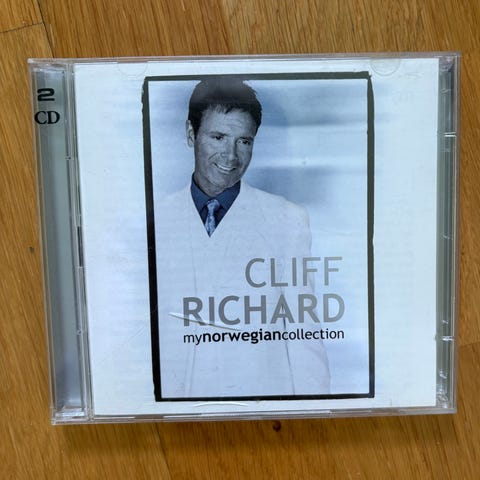 2
CD
CLIFF
RICHARD
mynorwegiancollection